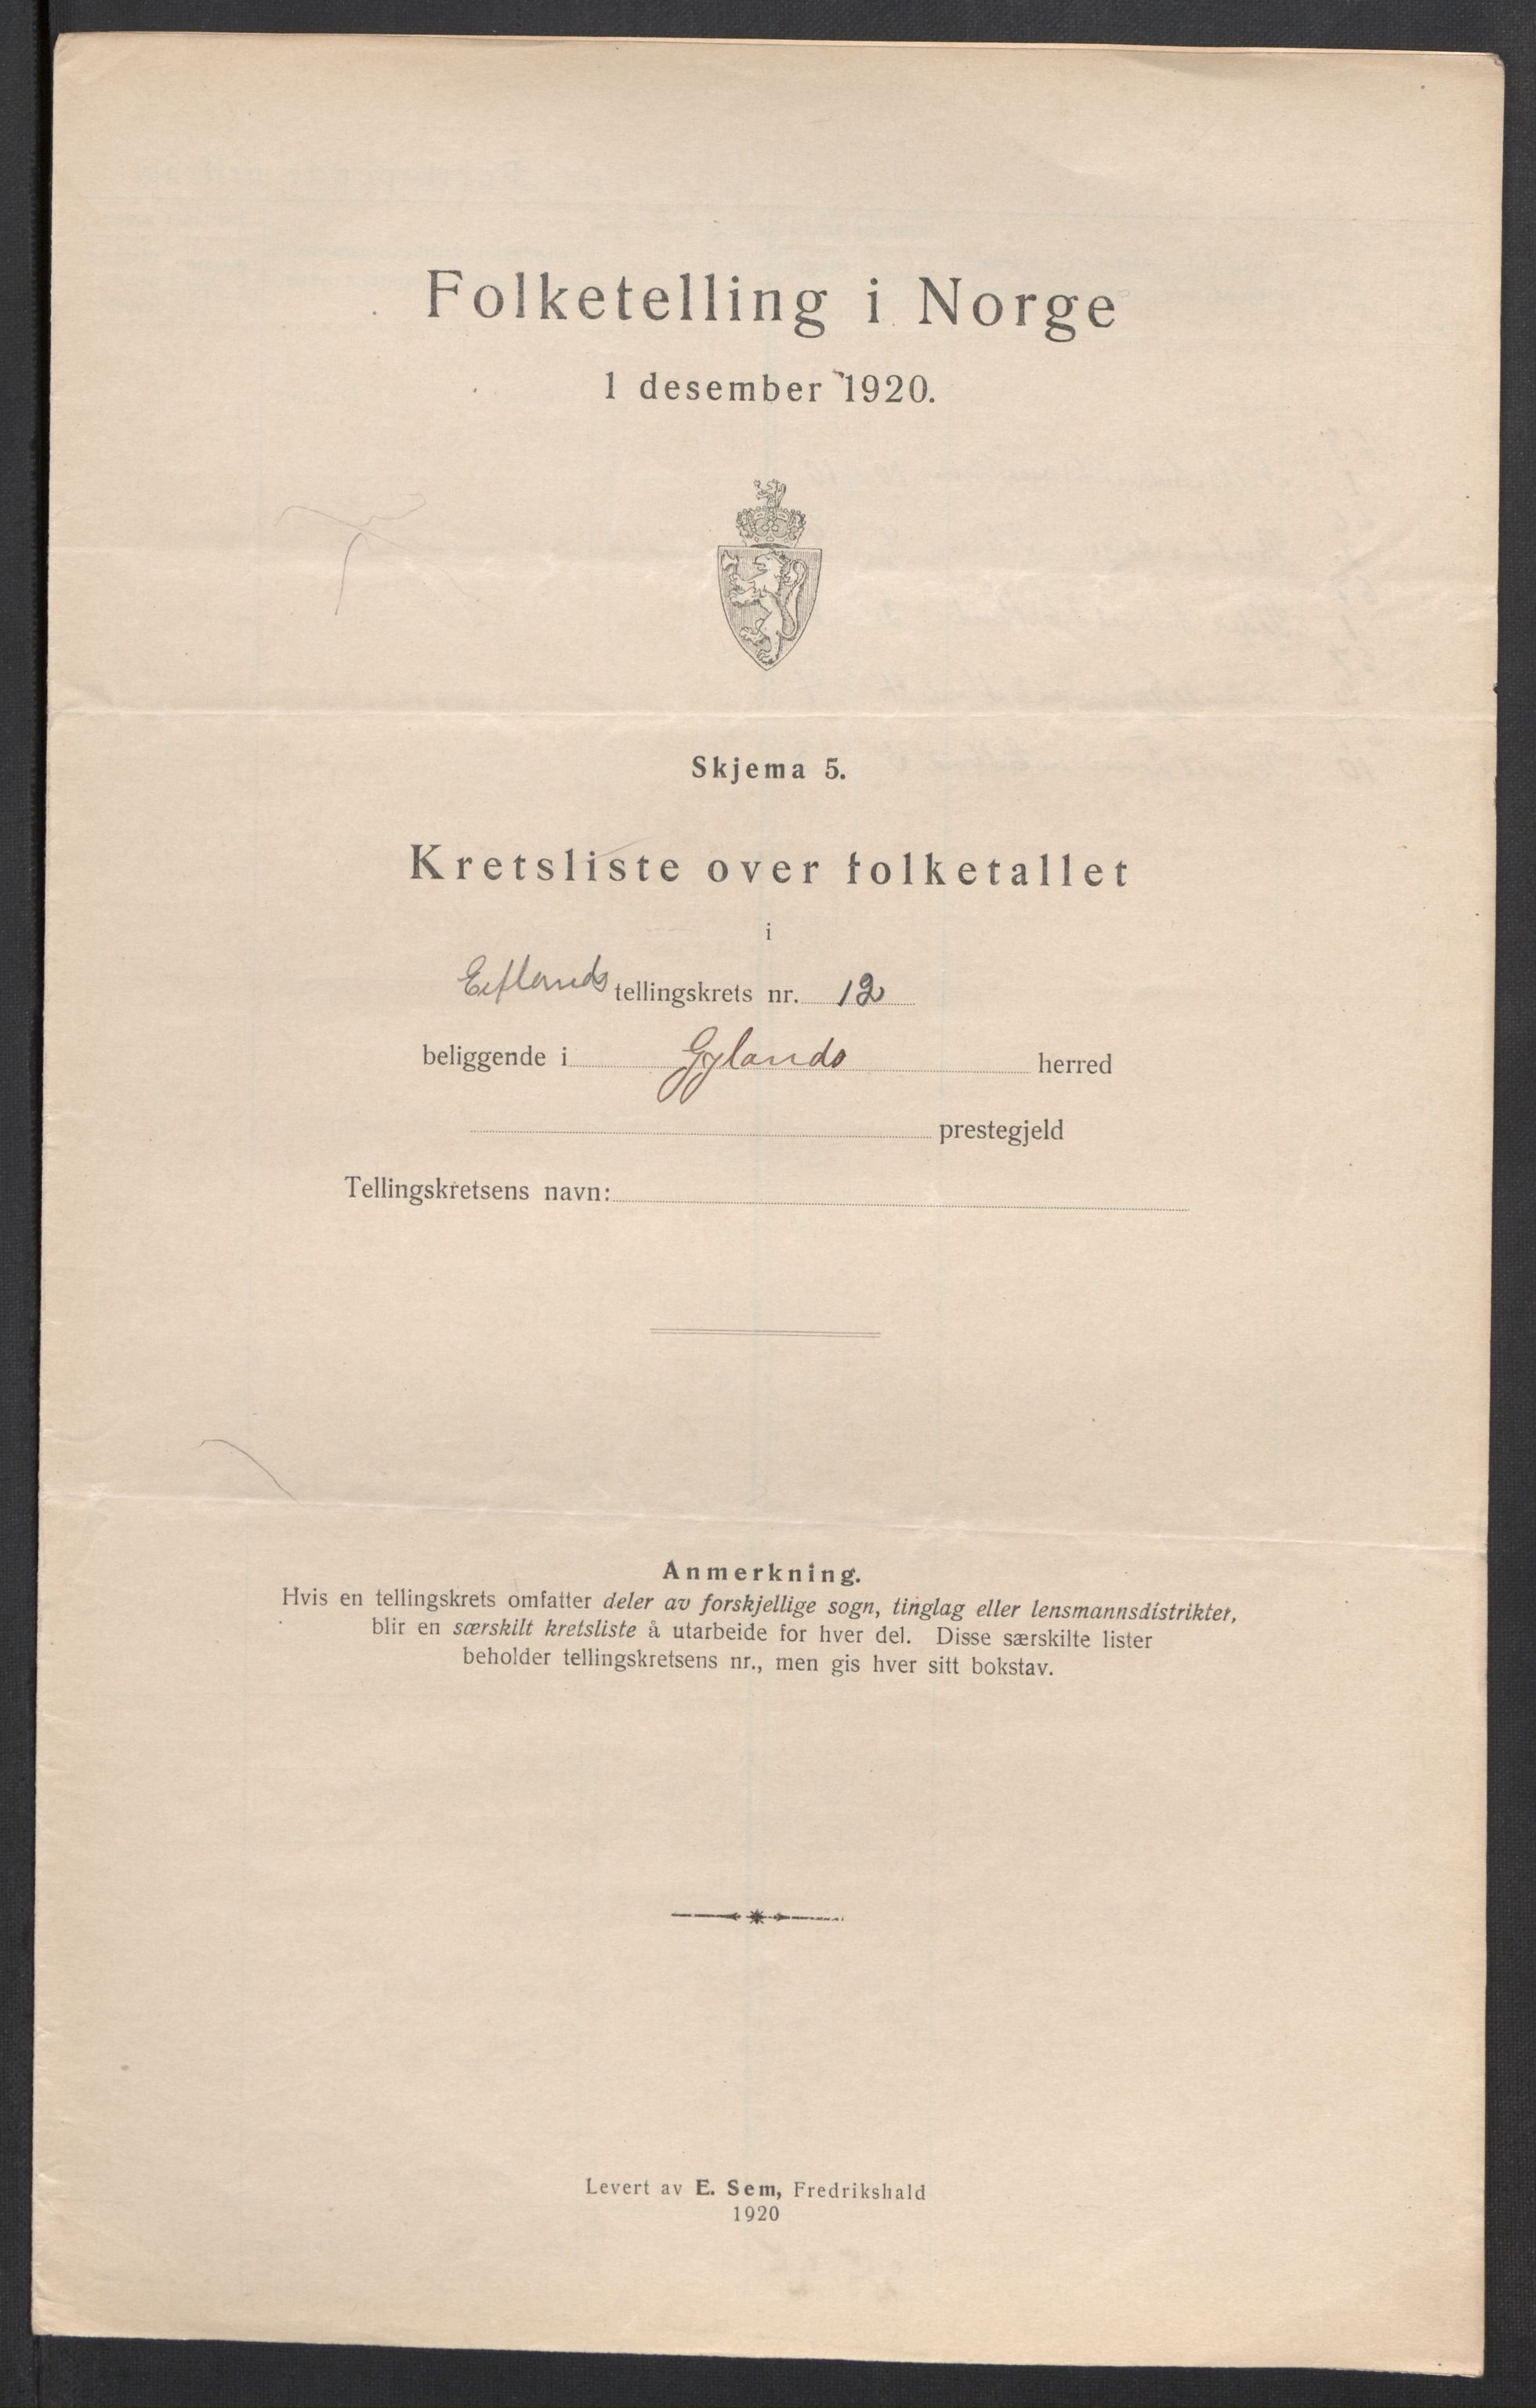 Folketelling i Norge
1 desember 1920.
Skjema 5.
Kretsliste over folketallet
i
Eiflands tellingskrets nr. 12
beliggende i Gylands herred
prestegjeld
Tellingskretsens navn:
Anmerkning.
Hvis en tellingskrets omfatter deler av forskjellige sogn, tinglag eller lensmannsdistrikter,
blir en særskilt kretsliste å utarbeide for hver del. Disse særskilte lister
beholder tellingskretsens nr., men gis hver sitt bokstav.
Levert av E. Sem, Fredrikshald
1920